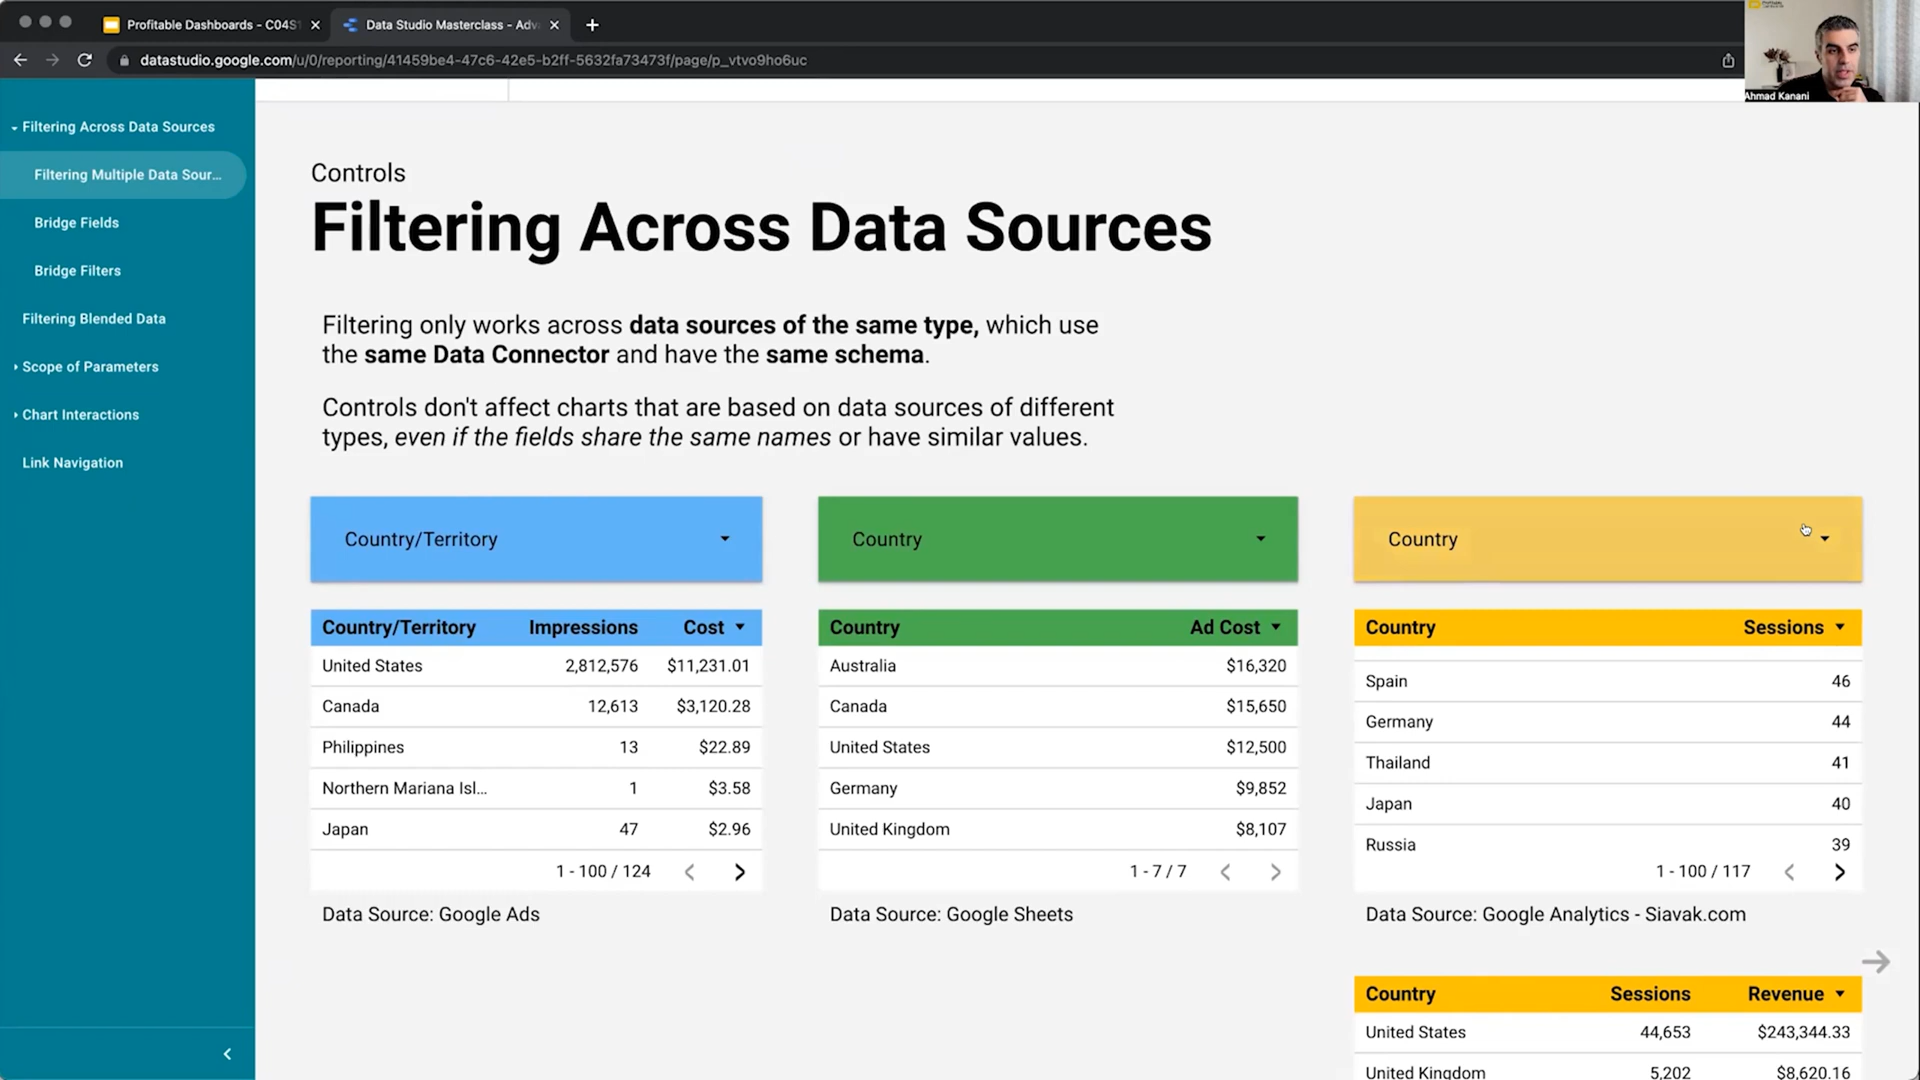 Profitable Dashboards - C04S
Data Studio Masterclass - Adv
datastudio.google.com/u/0/reporting/41459be4-47c6-42e5-b2ff-5632fa73473f/page/p_vtvo9ho6uc
Ahmad Kanani
Filtering Across Data Sources
Filtering Multiple Data Sour...
Bridge Fields
Bridge Filters
Filtering Blended Data
Scope of Parameters
Chart Interactions
Link Navigation
Controls
Filtering Across Data Sources
Filtering only works across data sources of the same type, which use
the same Data Connector and have the same schema.
Controls don't affect charts that are based on data sources of different
types, even if the fields share the same names or have similar values.
Country/Territory
Country/Territory Impressions Cost
United States 2,812,576 $11,231.01
Canada 12,613 $3,120.28
Philippines 13 $22.89
Northern Mariana Isl... 1 $3.58
Japan 47 $2.96
1 - 100 / 124
Data Source: Google Ads
Country
Country Ad Cost
Australia $16,320
Canada $15,650
United States $12,500
Germany $9,852
United Kingdom $8,107
1 - 7 / 7
Data Source: Google Sheets
Country
Country Sessions
Spain 46
Germany 44
Thailand 41
Japan 40
Russia 39
1 - 100 / 117
Data Source: Google Analytics - Siavak.com
Country Sessions Revenue
United States 44,653 $243,344.33
United Kingdom 5,202 $8,620.16